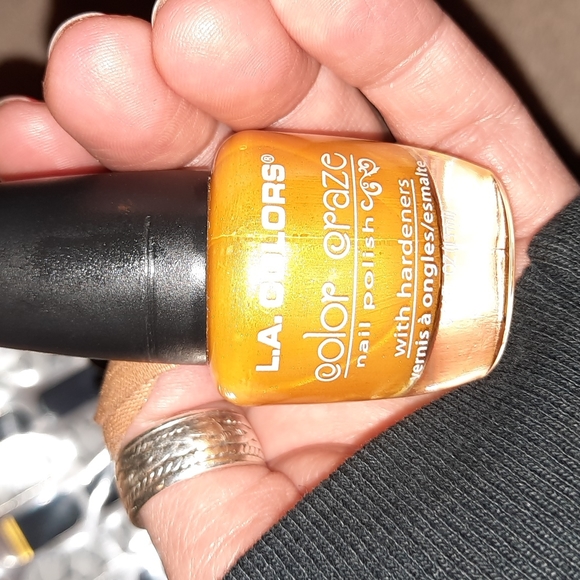 L.A. COLORS®
color craze
nail polish
with hardeners
vernis à ongles/esmalte